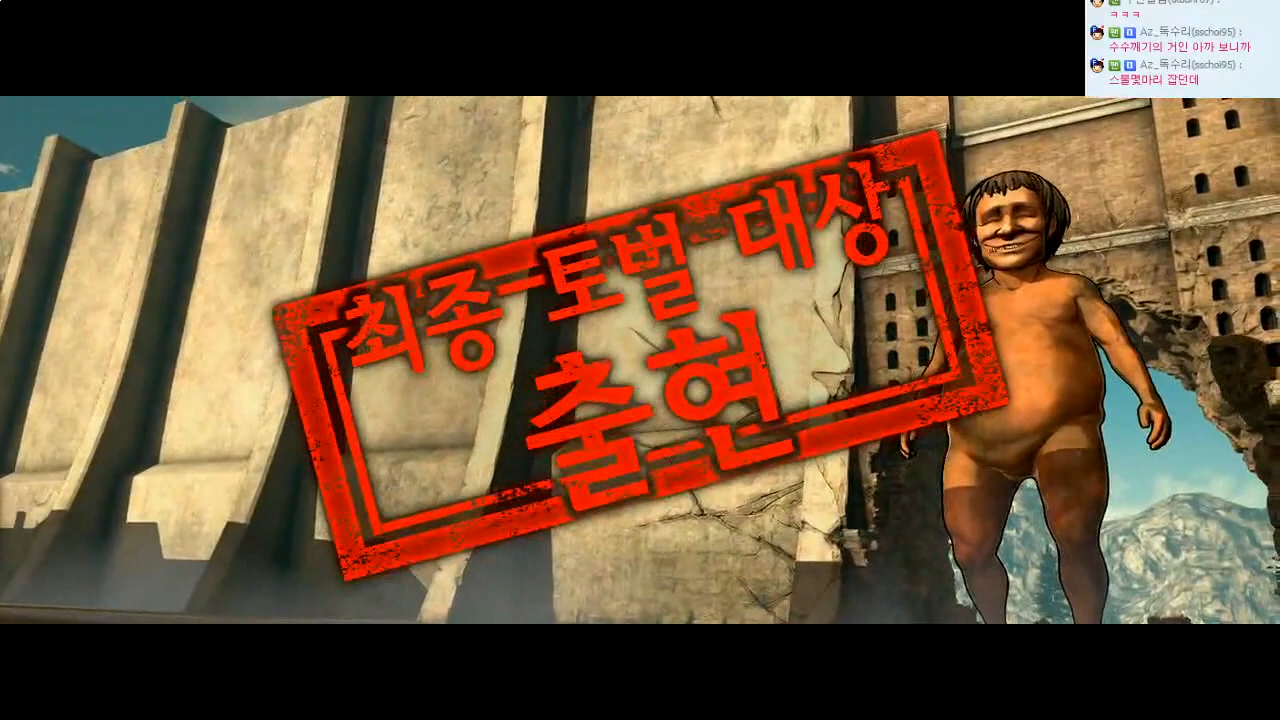 최종 토벌 대상
출현
ㅋㅋㅋ
Az_독수리(sschoi95) :
수수깨기의 거인 아까 보니까
Az_독수리(sschoi95) :
스물몇마리 잡던데